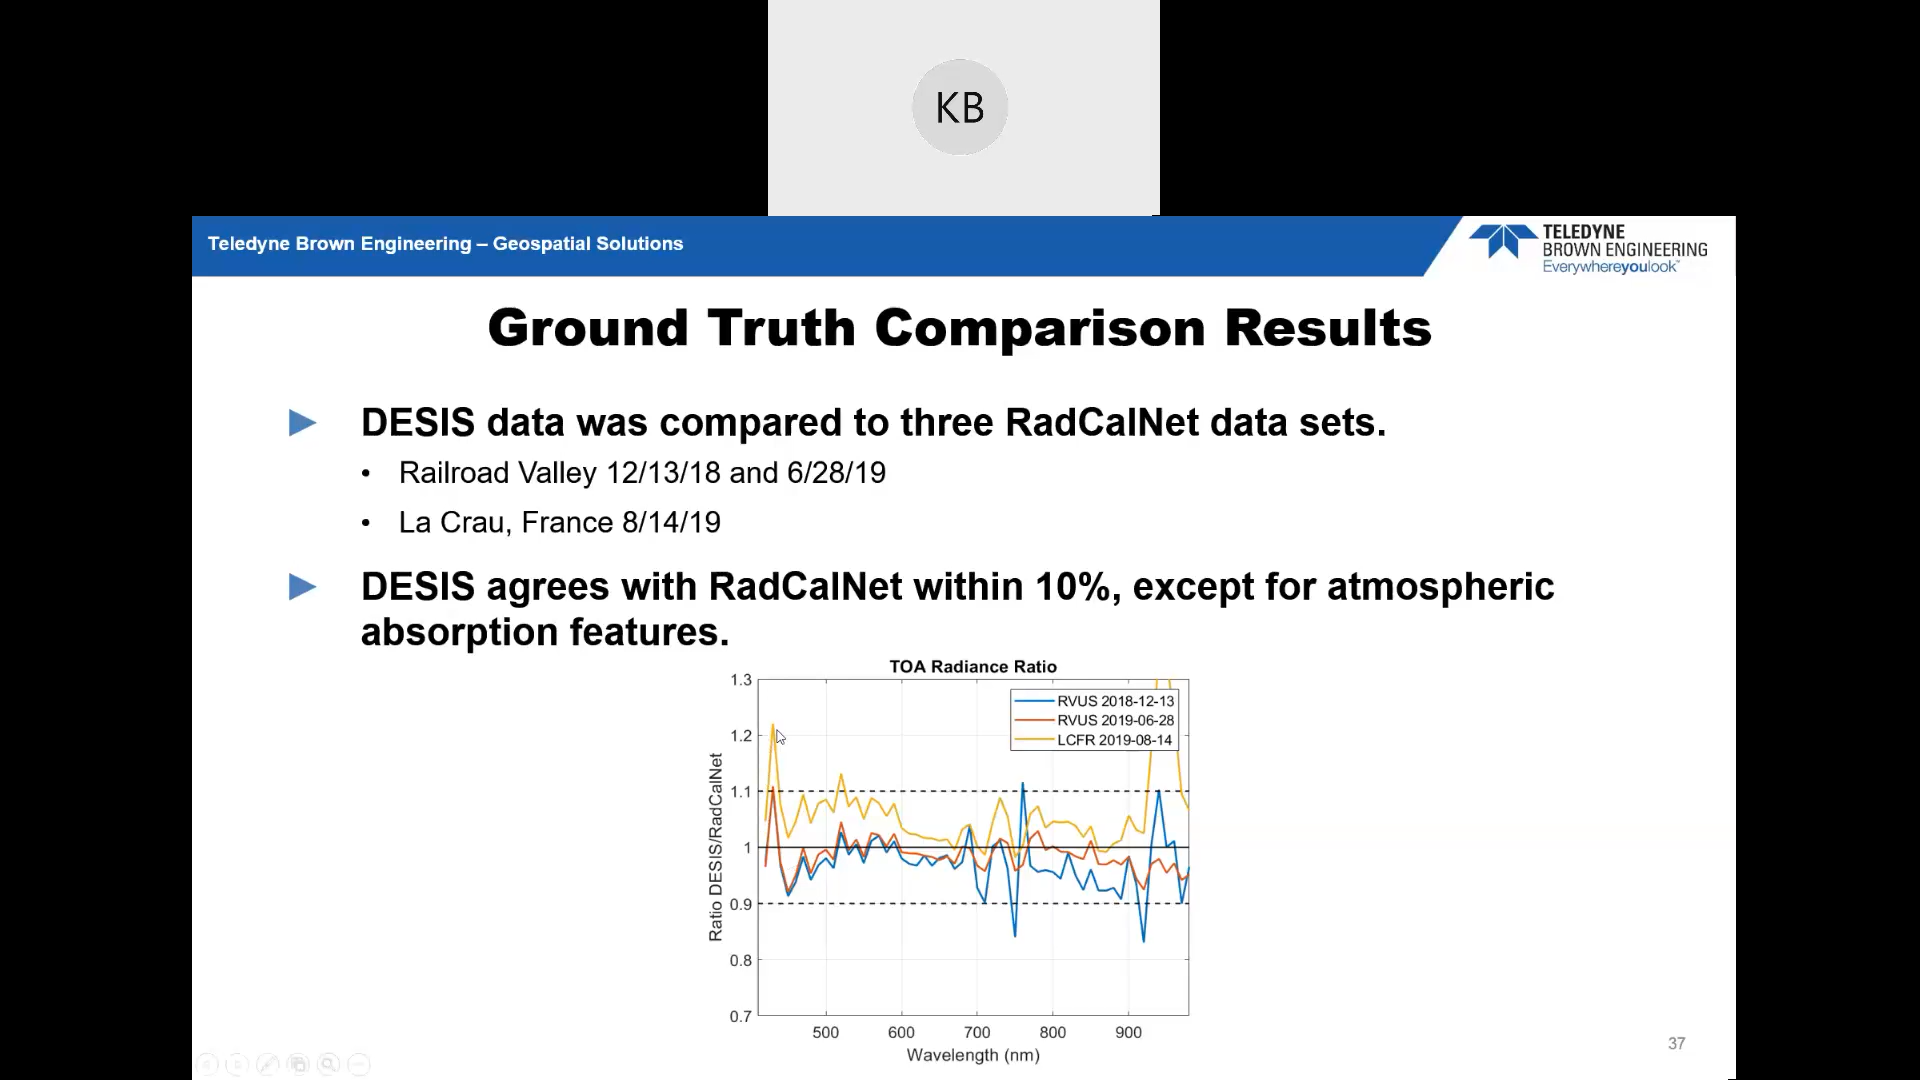 KB
Teledyne Brown Engineering – Geospatial Solutions
TELEDYNE
BROWN ENGINEERING
Everywhereyoulook™
Ground Truth Comparison Results
DESIS data was compared to three RadCalNet data sets.
• Railroad Valley 12/13/18 and 6/28/19
• La Crau, France 8/14/19
DESIS agrees with RadCalNet within 10%, except for atmospheric
absorption features.
TOA Radiance Ratio
1.3
1.2
1.1
1
0.9
0.8
0.7
Ratio DESIS/RadCalNet
RVUS 2018-12-13
RVUS 2019-06-28
LCFR 2019-08-14
500 600 700 800 900
Wavelength (nm)
37